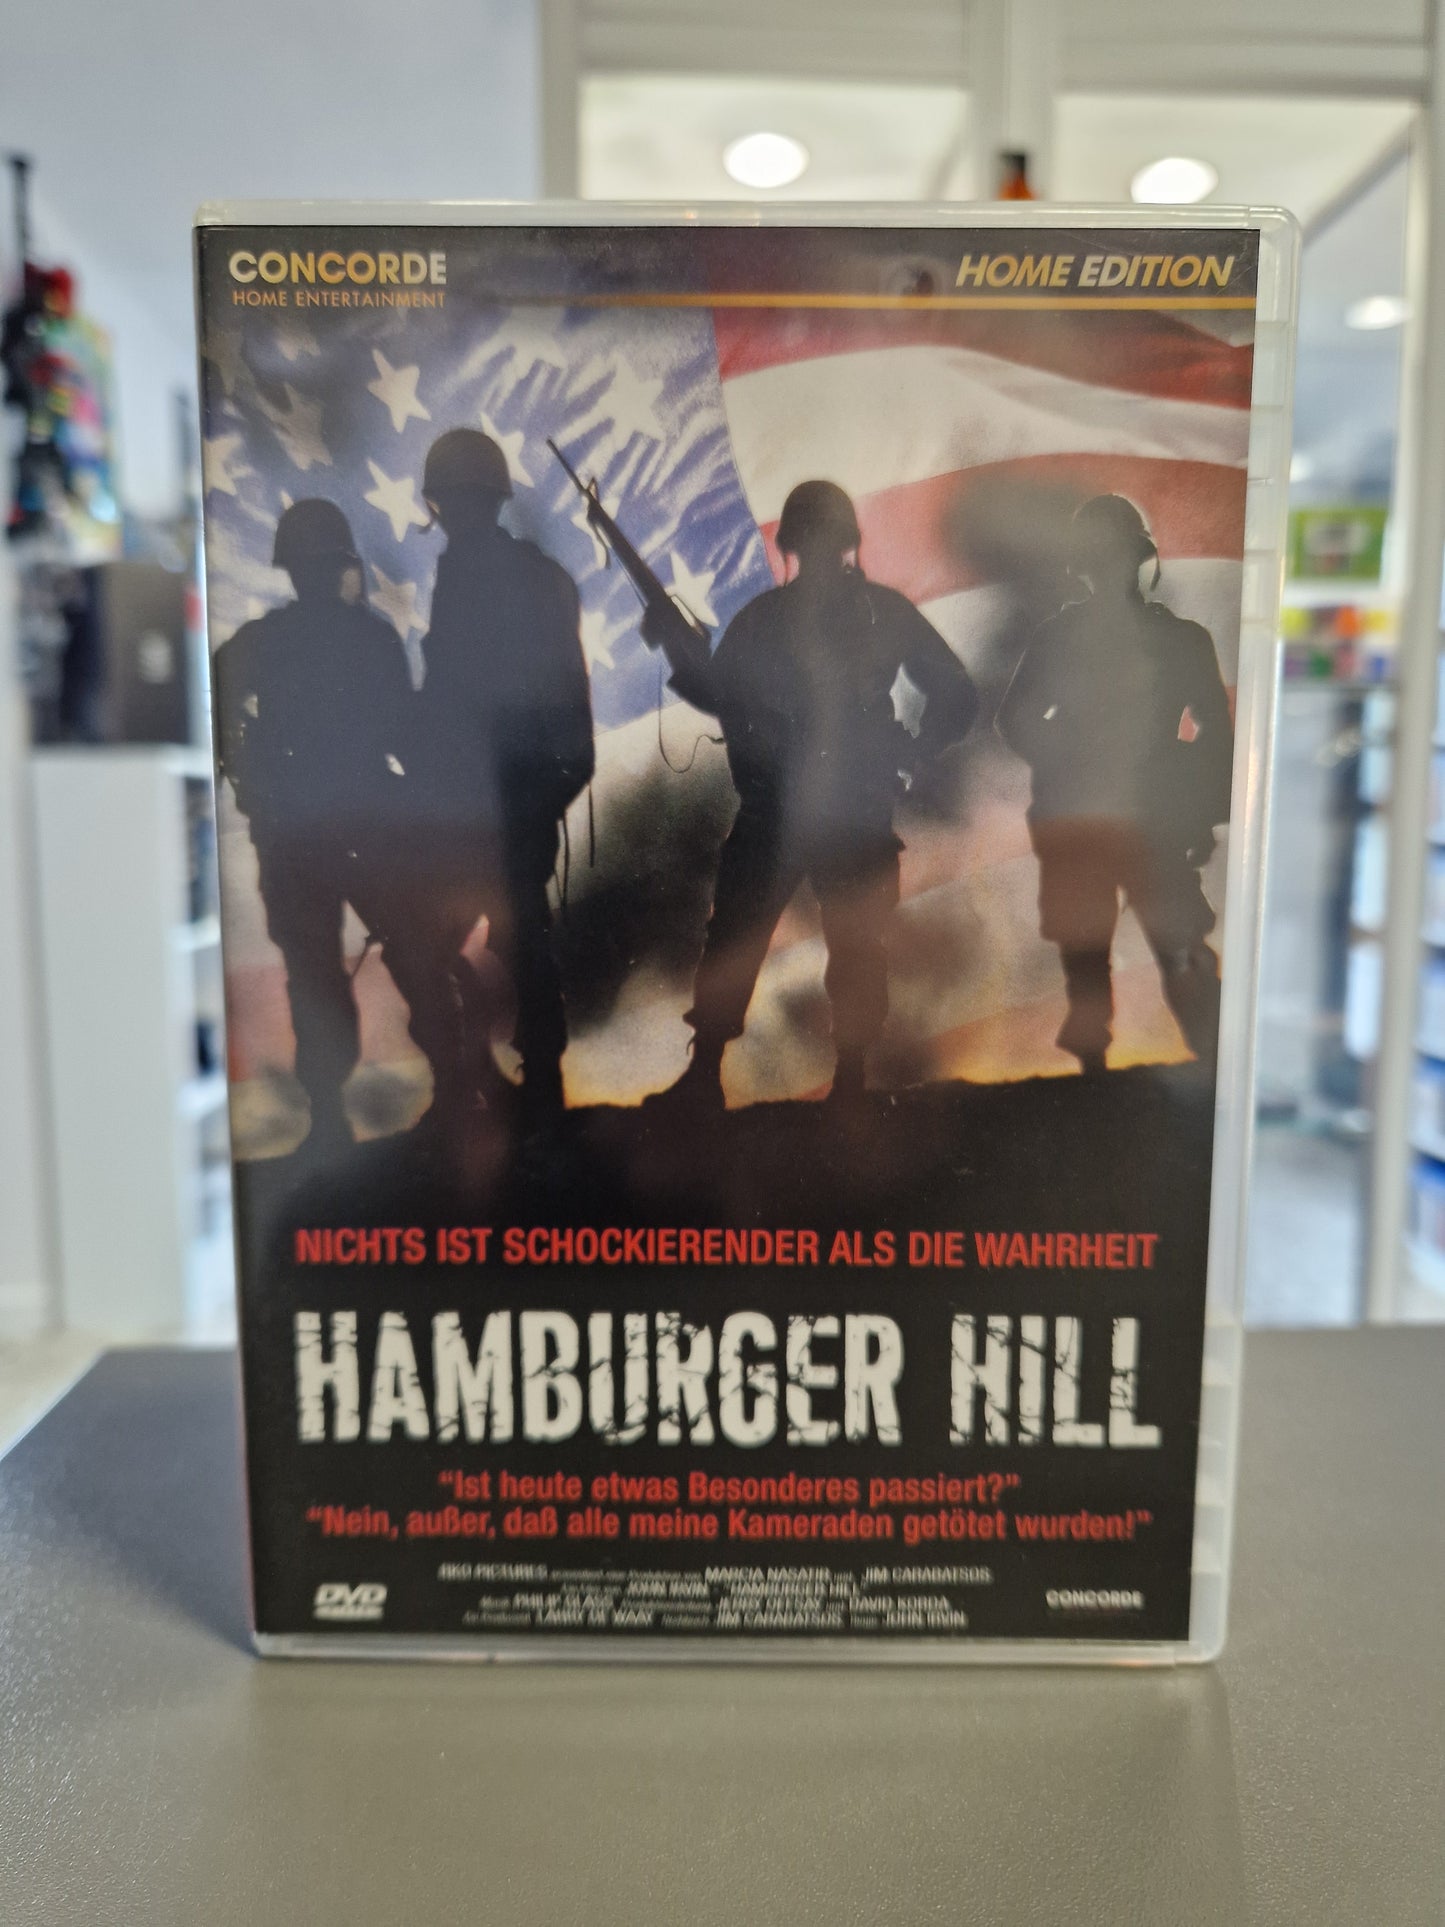 CONCORDE
HOME ENTERTAINMENT
HOME EDITION
NICHTS IST SCHOCKIERENDER ALS DIE WAHRHEIT
HAMBURGER HILL
“Ist heute etwas Besonderes passiert?”
“Nein, außer, daß alle meine Kameraden getötet wurden!”
RKO PICTURES MARCIA NASATIR und JIM CARABATSOS
JOHN IRVIN "HAMBURGER HILL"
Musik PHILIP GLASS DAVID KORDA
LARRY DE WAAY JIM CARABATSOS JOHN IRVIN
DVD
CONCORDE